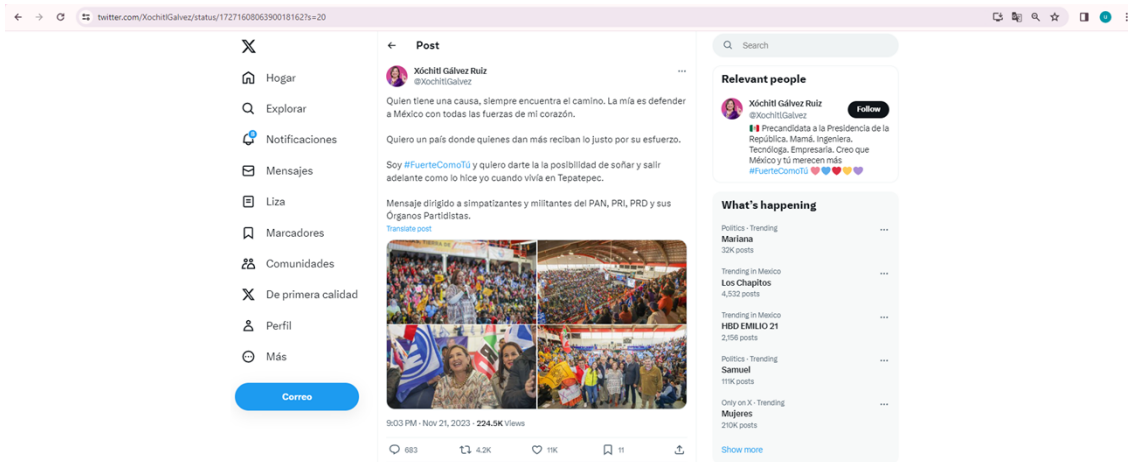 twitter.com/XochitlGalvez/status/1727160806390018162?s=20
Hogar
Explorar
Notificaciones
Mensajes
Liza
Marcadores
Comunidades
De primera calidad
Perfil
Más
Correo
Post
Xóchitl Gálvez Ruiz
@XochitlGalvez
Quien tiene una causa, siempre encuentra el camino. La mía es defender
a México con todas las fuerzas de mi corazón.
Quiero un país donde quienes dan más reciban lo justo por su esfuerzo.
Soy #FuerteComoTú y quiero darte la la posibilidad de soñar y salir
adelante como lo hice yo cuando vivía en Tepatepec.
Mensaje dirigido a simpatizantes y militantes del PAN, PRI, PRD y sus
Órganos Partidistas.
Translate post
9:03 PM · Nov 21, 2023 · 224.5K Views
683 4.2K 11K 11
Search
Relevant people
Xóchitl Gálvez Ruiz
@XochitlGalvez
Follow
Precandidata a la Presidencia de la
República. Mamá. Ingeniera.
Tecnóloga. Empresaria. Creo que
México y tú merecen más
#FuerteComoTú
What's happening
Politics · Trending
Mariana
32K posts
Trending in Mexico
Los Chapitos
4,532 posts
Trending in Mexico
HBD EMILIO 21
2,156 posts
Politics · Trending
Samuel
111K posts
Only on X · Trending
Mujeres
210K posts
Show more